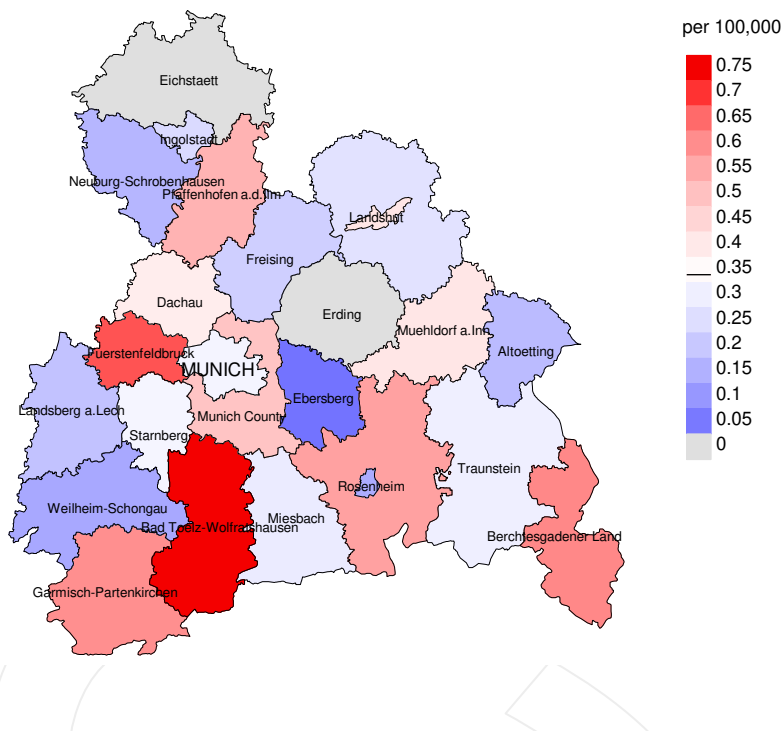 per 100,000
0.75
0.7
0.65
0.6
0.55
0.5
0.45
0.4
0.35
0.3
0.25
0.2
0.15
0.1
0.05
0
Eichstaett
Ingolstadt
Neuburg-Schrobenhausen
Pfaffenhofen a.d.Ilm
Landshut
Freising
Dachau
Erding
Muehldorf a.Inn
Altoetting
Fuerstenfeldbruck
MUNICH
Ebersberg
Landsberg a.Lech
Munich County
Starnberg
Traunstein
Rosenheim
Weilheim-Schongau
Miesbach
Bad Toelz-Wolfratshausen
Berchtesgadener Land
Garmisch-Partenkirchen